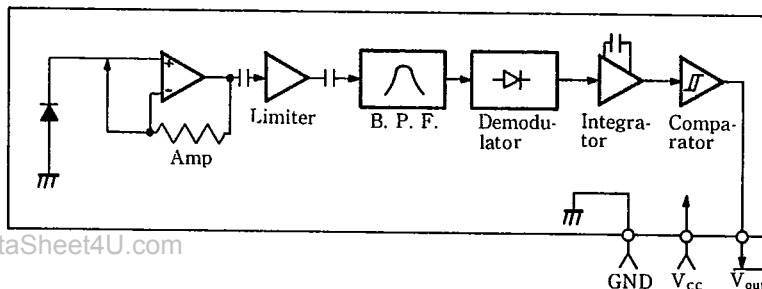 +
-
Amp
Limiter
B. P. F.
Demodu-
lator
Integra-
tor
Compa-
rator
taSheet4U.com
GND
Vcc
Vout